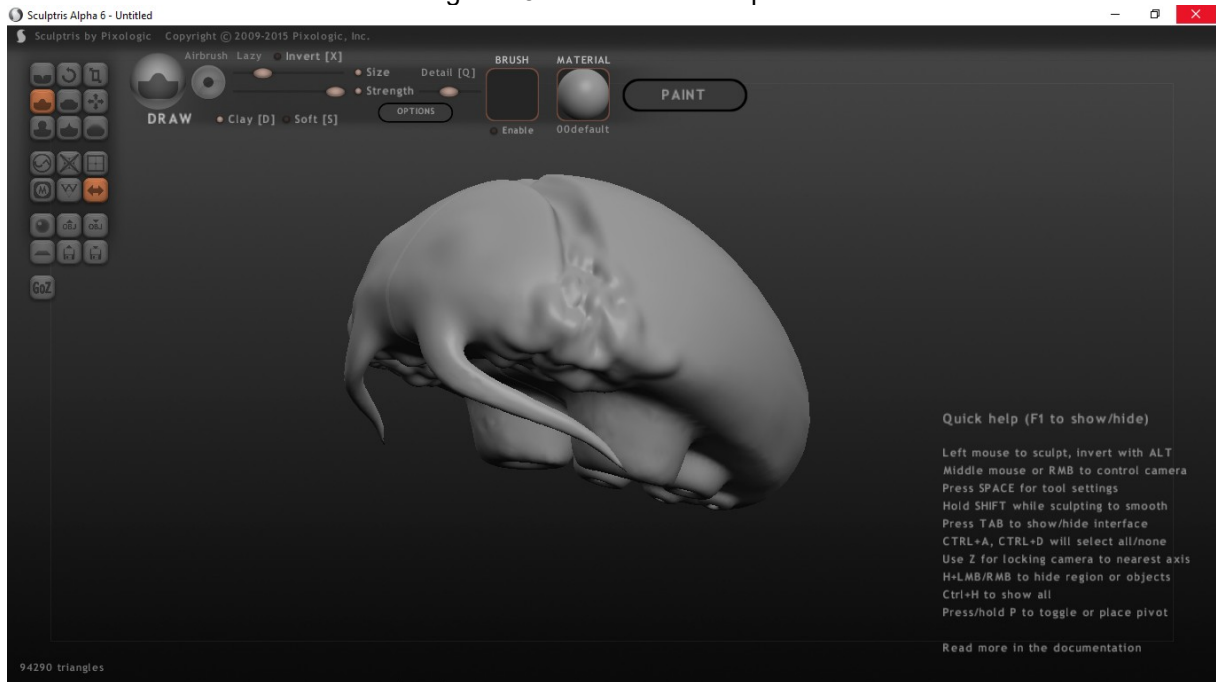 Sculptris Alpha 6 - Untitled
Sculptris by Pixologic Copyright © 2009-2015 Pixologic, Inc.
Airbrush Lazy Invert [X]
BRUSH MATERIAL
Size Detail [Q]
Strength
PAINT
OPTIONS
DRAW Clay [D] Soft [S]
Enable 00default
OBJ OBJ
GoZ
Quick help (F1 to show/hide)
Left mouse to sculpt, invert with ALT
Middle mouse or RMB to control camera
Press SPACE for tool settings
Hold SHIFT while sculpting to smooth
Press TAB to show/hide interface
CTRL+A, CTRL+D will select all/none
Use Z for locking camera to nearest axis
H+LMB/RMB to hide region or objects
Ctrl+H to show all
Press/hold P to toggle or place pivot
Read more in the documentation
94290 triangles